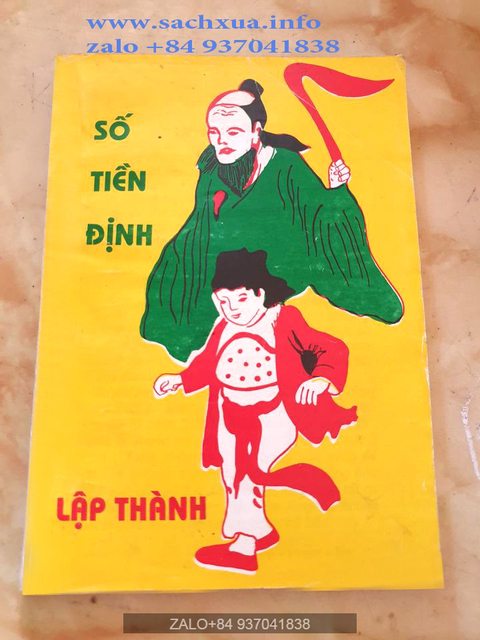 www.sachxua.info
zalo +84 937041838
SỐ
TIỀN
ĐỊNH
LẬP THÀNH
ZALO+84 937041838